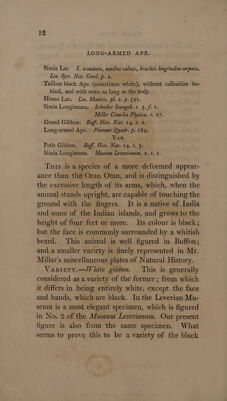 12
LONG-ARMED APE.
Simia Lar. S. ecaudata, natibus calvis, brachiis longitudine corporis.
Lin. Syst. Nat. Gmel. p. 2.
Tailless black Ape (sometimes white), without callosities be-
hind, and with arms as long as the body.
Homo Lar. Lin. Mantiss. pl. 2. p. 521.
Simia Longimana. Schreber Saeugth. t. 3. f. 1.
Miller Cimelia Physica. t. 27.
Grand Gibbon. Buff. Hist. Nat. 14. t. 2.
Long-armed Ape. Pennant Quadr. p. 184.
VAR.
Petit Gibbon. Buff. Hist. Nat. 14. t. 3.
Simia Longimana. Museum Leverianum. 2. t. 1.
THIS is a species of a more deformed appear-
ance than the Oran Otan, and is distinguished by
the excessive length of its arms, which, when the
animal stands upright, are capable of touching the
ground with the fingers. It is a native of India
and some of the Indian islands, and grows to the
height of four feet or more. Its colour is black;
but the face is commonly surrounded by a whitish
beard. This animal is well figured in Buffon;
and a smaller variety is finely represented in Mr.
Millar's miscellaneous plates of Natural History.
VARIETY.—White gibbon. This is generally
considered as a variety of the former; from which
it differs in being entirely white, except the face
and hands, which are black. In the Leverian Mu-
seum is a most elegant specimen, which is figured
in No. 2 of the Museum Leverianum. Our present
figure is also from the same specimen. What
seems to prove this to be a variety of the black